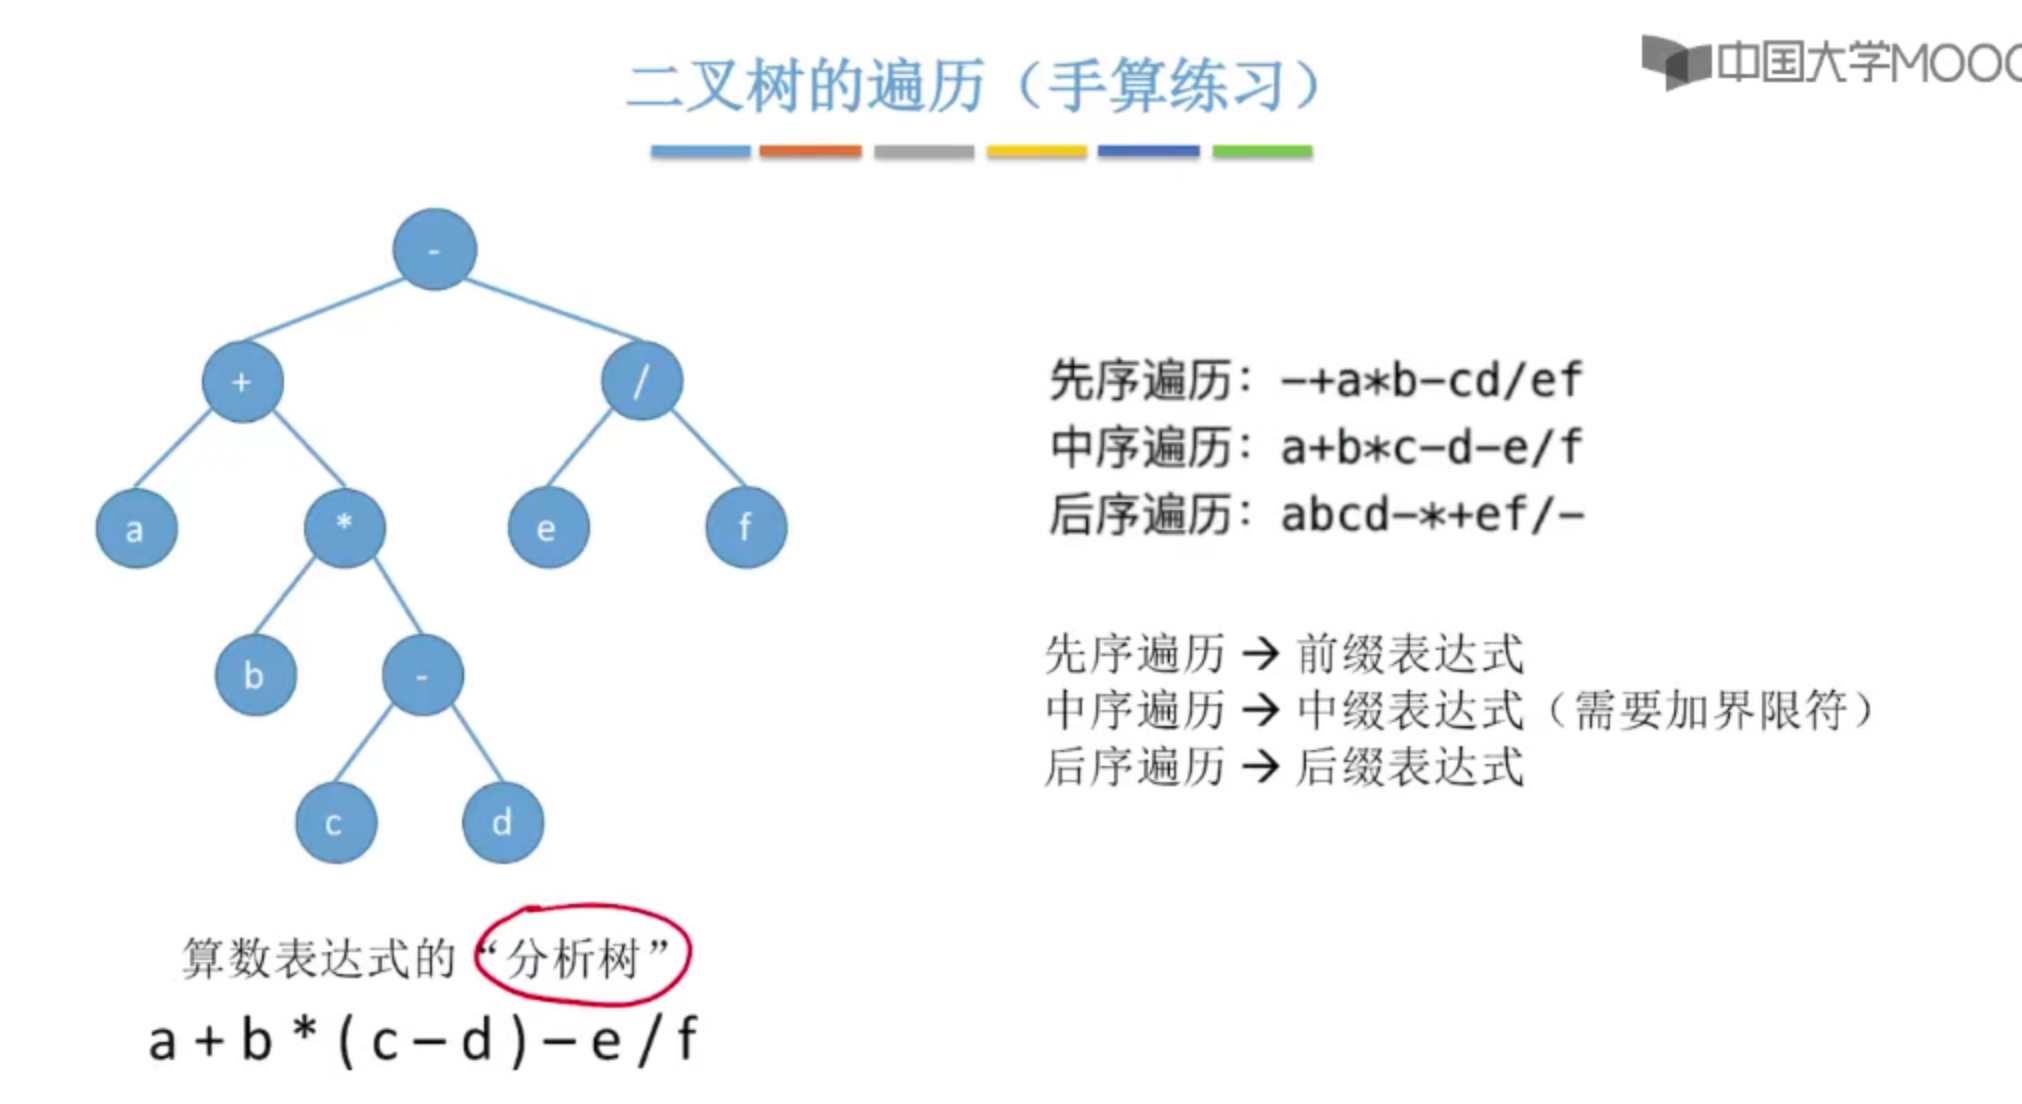 中国大学MOOC
二叉树的遍历（手算练习）
-
+
/
a
*
e
f
b
-
c
d
先序遍历：-+a*b-cd/ef
中序遍历：a+b*c-d-e/f
后序遍历：abcd-*+ef/-
先序遍历 → 前缀表达式
中序遍历 → 中缀表达式（需要加界限符）
后序遍历 → 后缀表达式
算数表达式的“分析树”
a + b * ( c – d ) – e / f